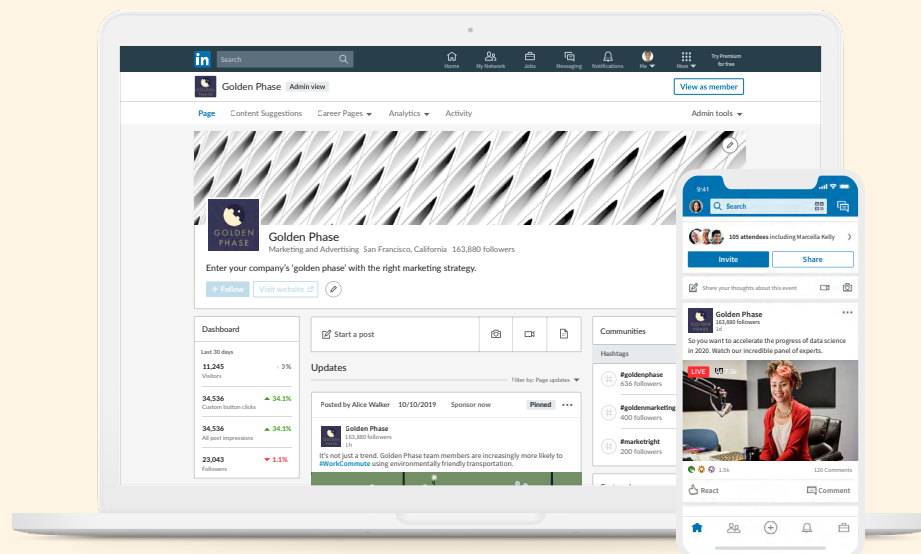 in Search
Home My Network Jobs Messaging Notifications Me More Try Premium
for free
Golden Phase Admin view View as member
Page Content Suggestions Career Pages Analytics Activity Admin tools
GOLDEN
PHASE
Golden Phase
Marketing and Advertising San Francisco, California 163,880 followers
Enter your company's 'golden phase' with the right marketing strategy.
+ Follow Visit website
Dashboard
Last 30 days
11,245
Visitors
34,536 34.1%
Custom button clicks
34,536 34.1%
All post impressions
23,043 1.1%
Followers
Start a post
Updates
Filter by: Page updates
Posted by Alice Walker 10/10/2019 Sponsor now Pinned
Golden Phase
163,880 followers
1h
It's not just a trend. Golden Phase team members are increasingly more likely to
#WorkCommute using environmentally friendly transportation.
Communities
Hashtags
#goldenphase
636 followers
#goldenmarketing
400 followers
#marketright
200 followers
9:41
Search
105 attendees including Marcella Kelly
Invite Share
Share your thoughts about this event
Golden Phase
163,880 followers
1d
So you want to accelerate the progress of data science
in 2020. Watch our incredible panel of experts.
LIVE
1.5k 120 Comments
React Comment